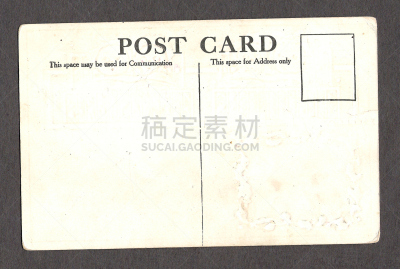 POST CARD
This space may be used for Communication
This space for Address only
稿定素材
SUCAI.GAODING.COM